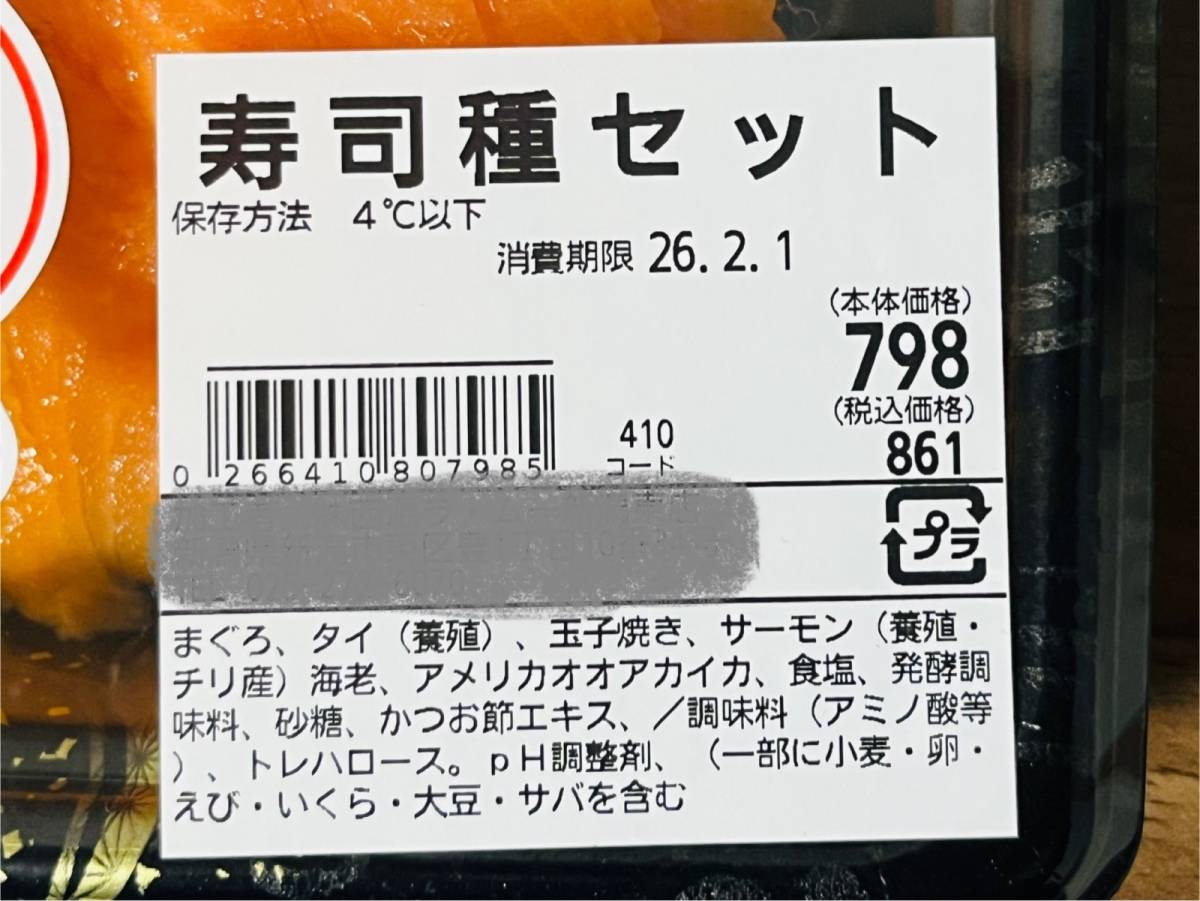 寿司種セット
保存方法　4℃以下
消費期限 26.2.1
(本体価格)
798
(税込価格)
861
410
コード
0 266410 807985
プラ
まぐろ、タイ（養殖）、玉子焼き、サーモン（養殖・
チリ産）海老、アメリカオオアカイカ、食塩、発酵調
味料、砂糖、かつお節エキス、／調味料（アミノ酸等
）、トレハロース。ｐＨ調整剤、（一部に小麦・卵・
えび・いくら・大豆・サバを含む